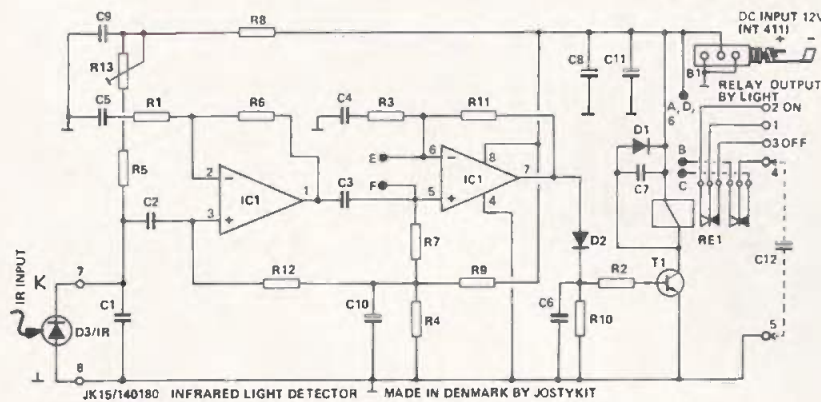 C9
R8
DC INPUT 12V
(NT 411)
+ -
R13
C8
C11
B1
RELAY OUTPUT
BY LIGHT
C5
R1
R6
C4
R3
R11
A, D,
6
2 ON
1
3 OFF
4
D1
B
C
C7
E
6
8
2
IC1
1
C3
F
5
IC1
7
4
R5
C2
3
RE1
D2
R7
C12
IR INPUT
K
7
R12
R9
R2
T1
C1
C10
R4
C6
R10
D3/IR
5
8
JK15/140180 INFRARED LIGHT DETECTOR MADE IN DENMARK BY JOSTYKIT